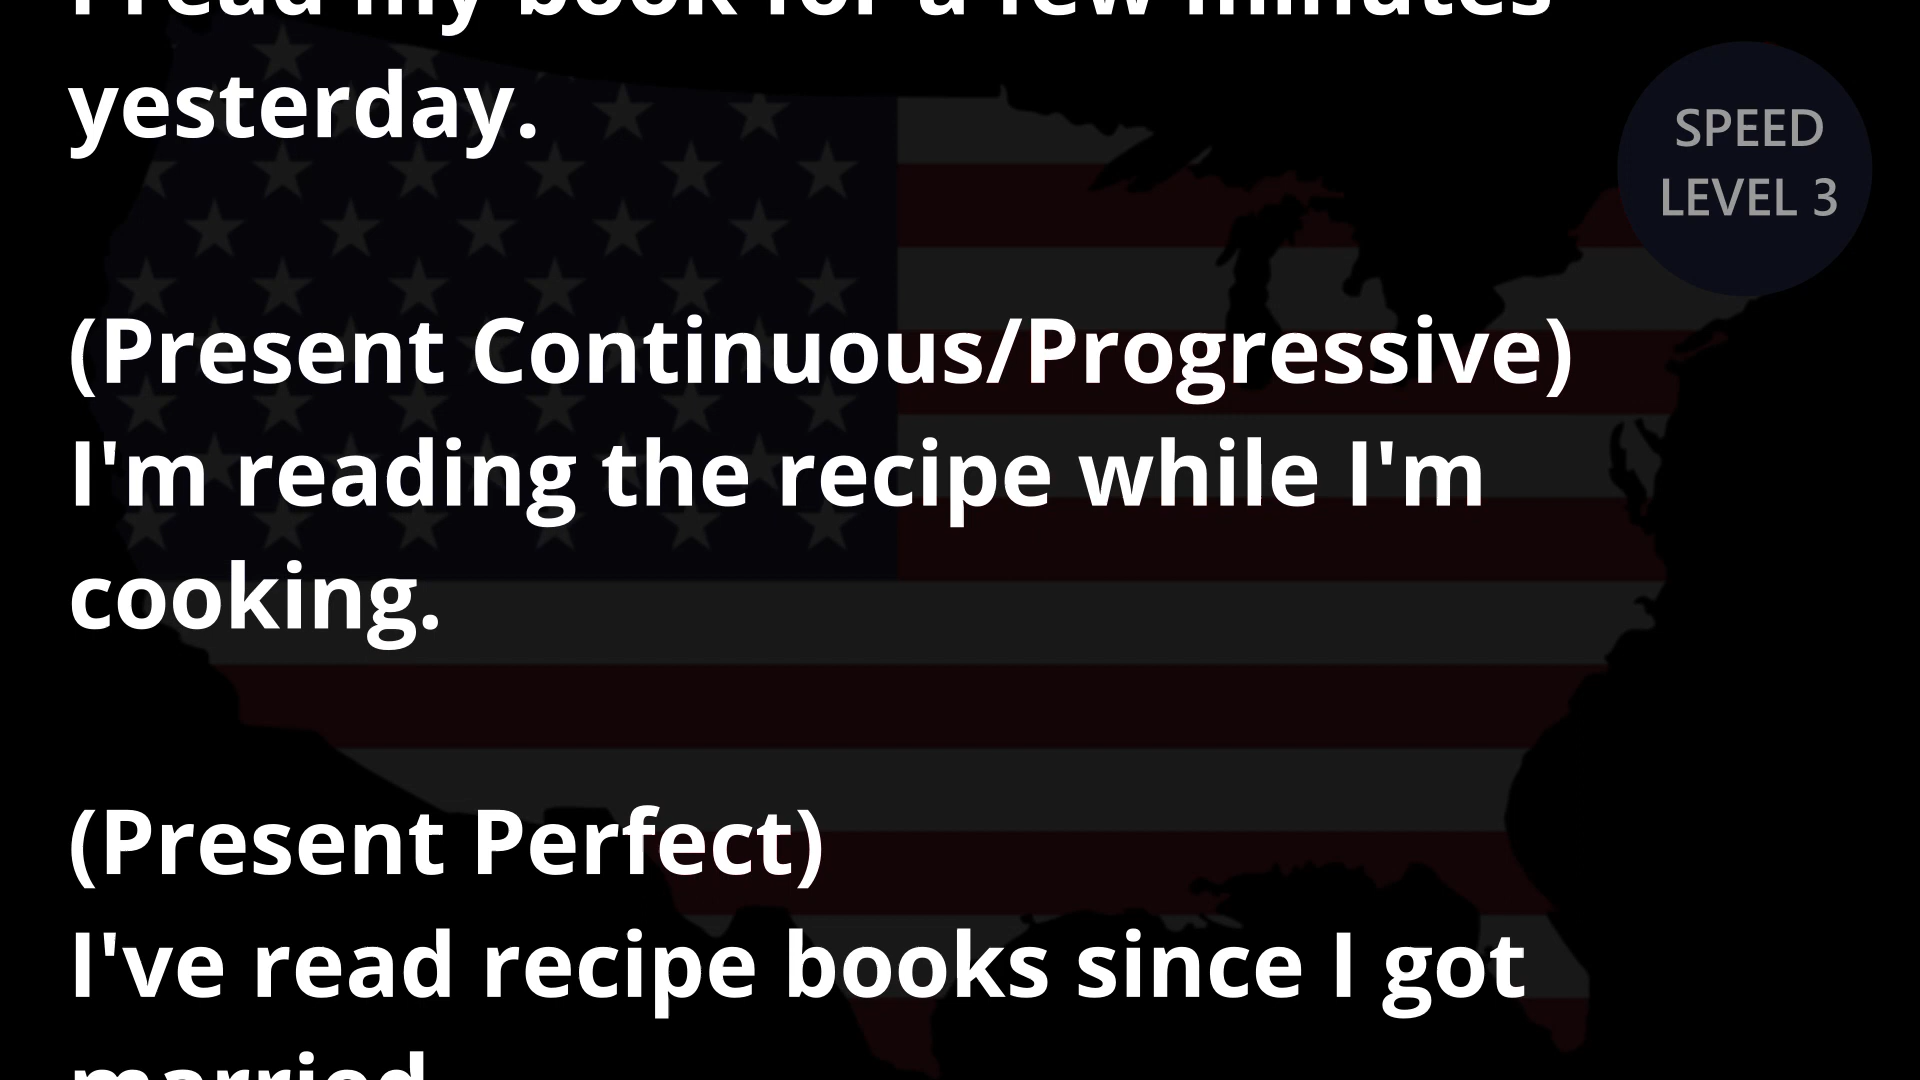 I read my book for a few minutes
yesterday.
SPEED
LEVEL 3
(Present Continuous/Progressive)
I'm reading the recipe while I'm
cooking.
(Present Perfect)
I've read recipe books since I got
married